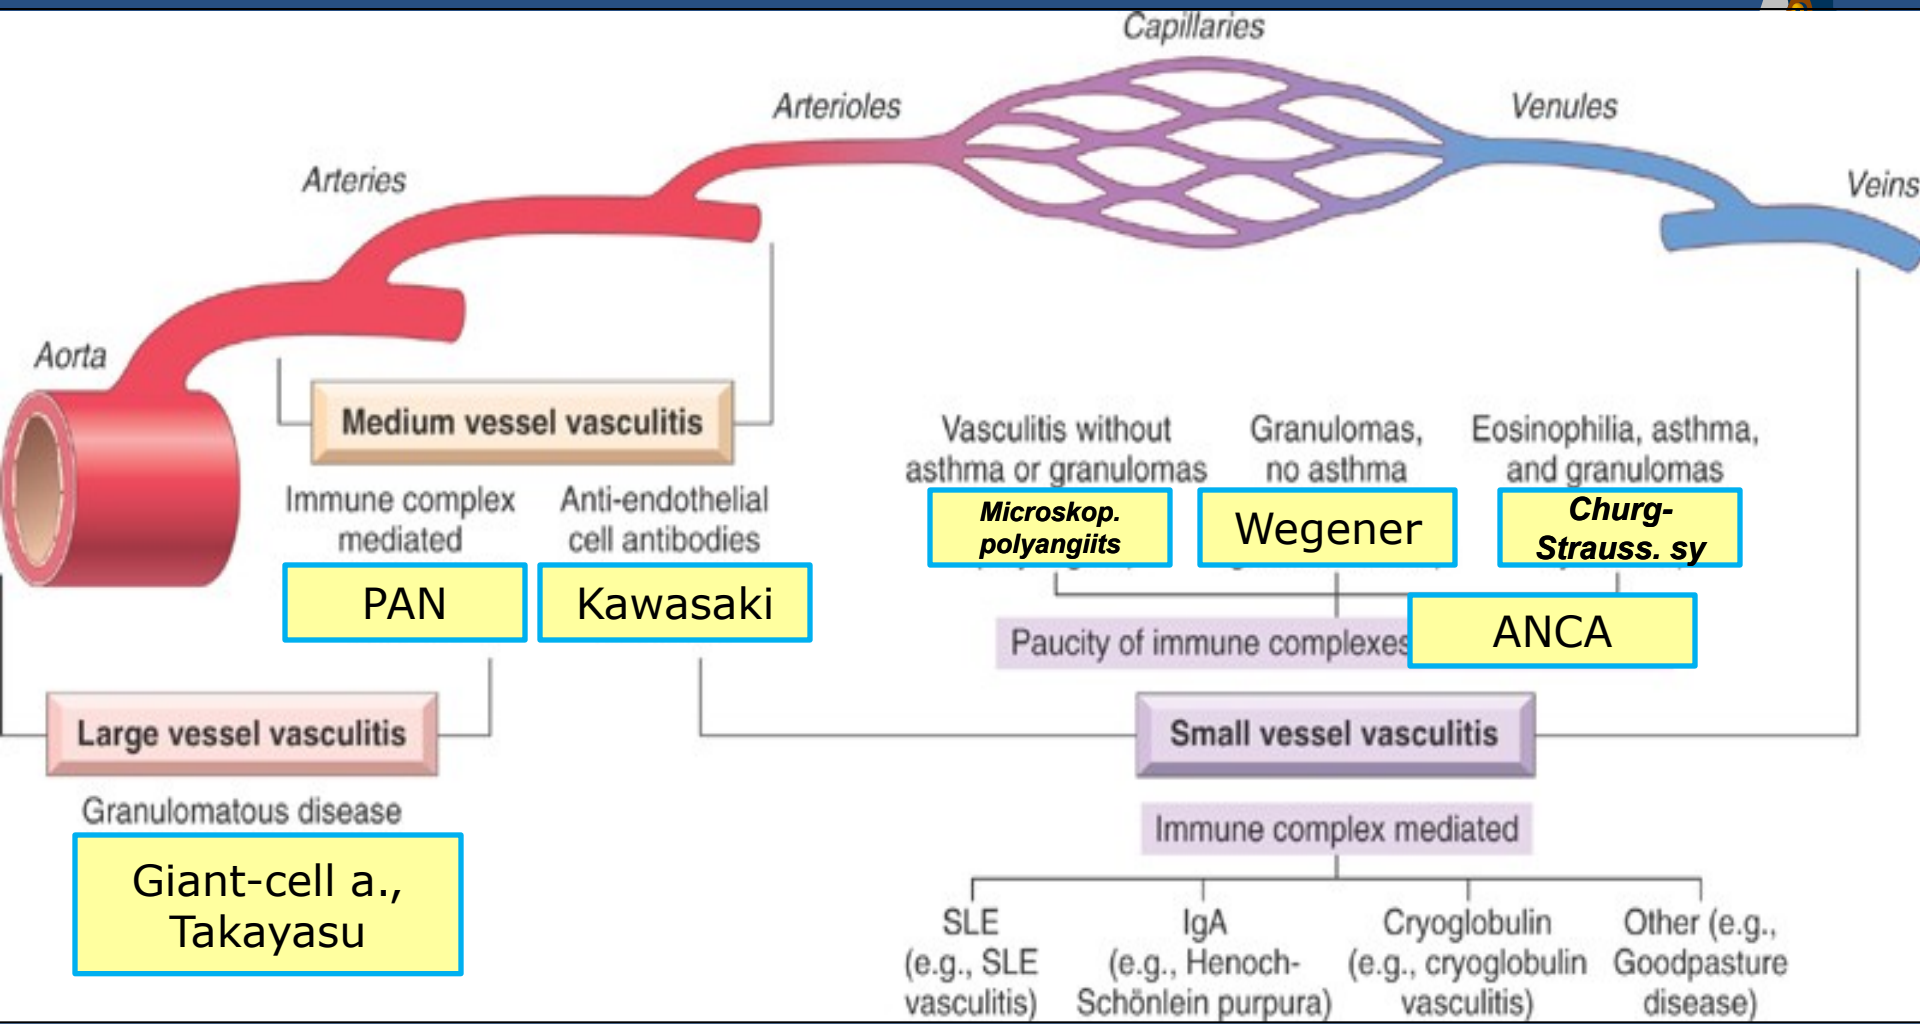 Capillaries
Arterioles
Venules
Arteries
Veins
Aorta
Medium vessel vasculitis
Immune complex
mediated
PAN
Anti-endothelial
cell antibodies
Kawasaki
Vasculitis without
asthma or granulomas
Microskop.
polyangiits
Granulomas,
no asthma
Wegener
Eosinophilia, asthma,
and granulomas
Churg-
Strauss. sy
Paucity of immune complexes
ANCA
Large vessel vasculitis
Granulomatous disease
Giant-cell a.,
Takayasu
Small vessel vasculitis
Immune complex mediated
SLE
(e.g., SLE
vasculitis)
IgA
(e.g., Henoch-
Schönlein purpura)
Cryoglobulin
(e.g., cryoglobulin
vasculitis)
Other (e.g.,
Goodpasture
disease)